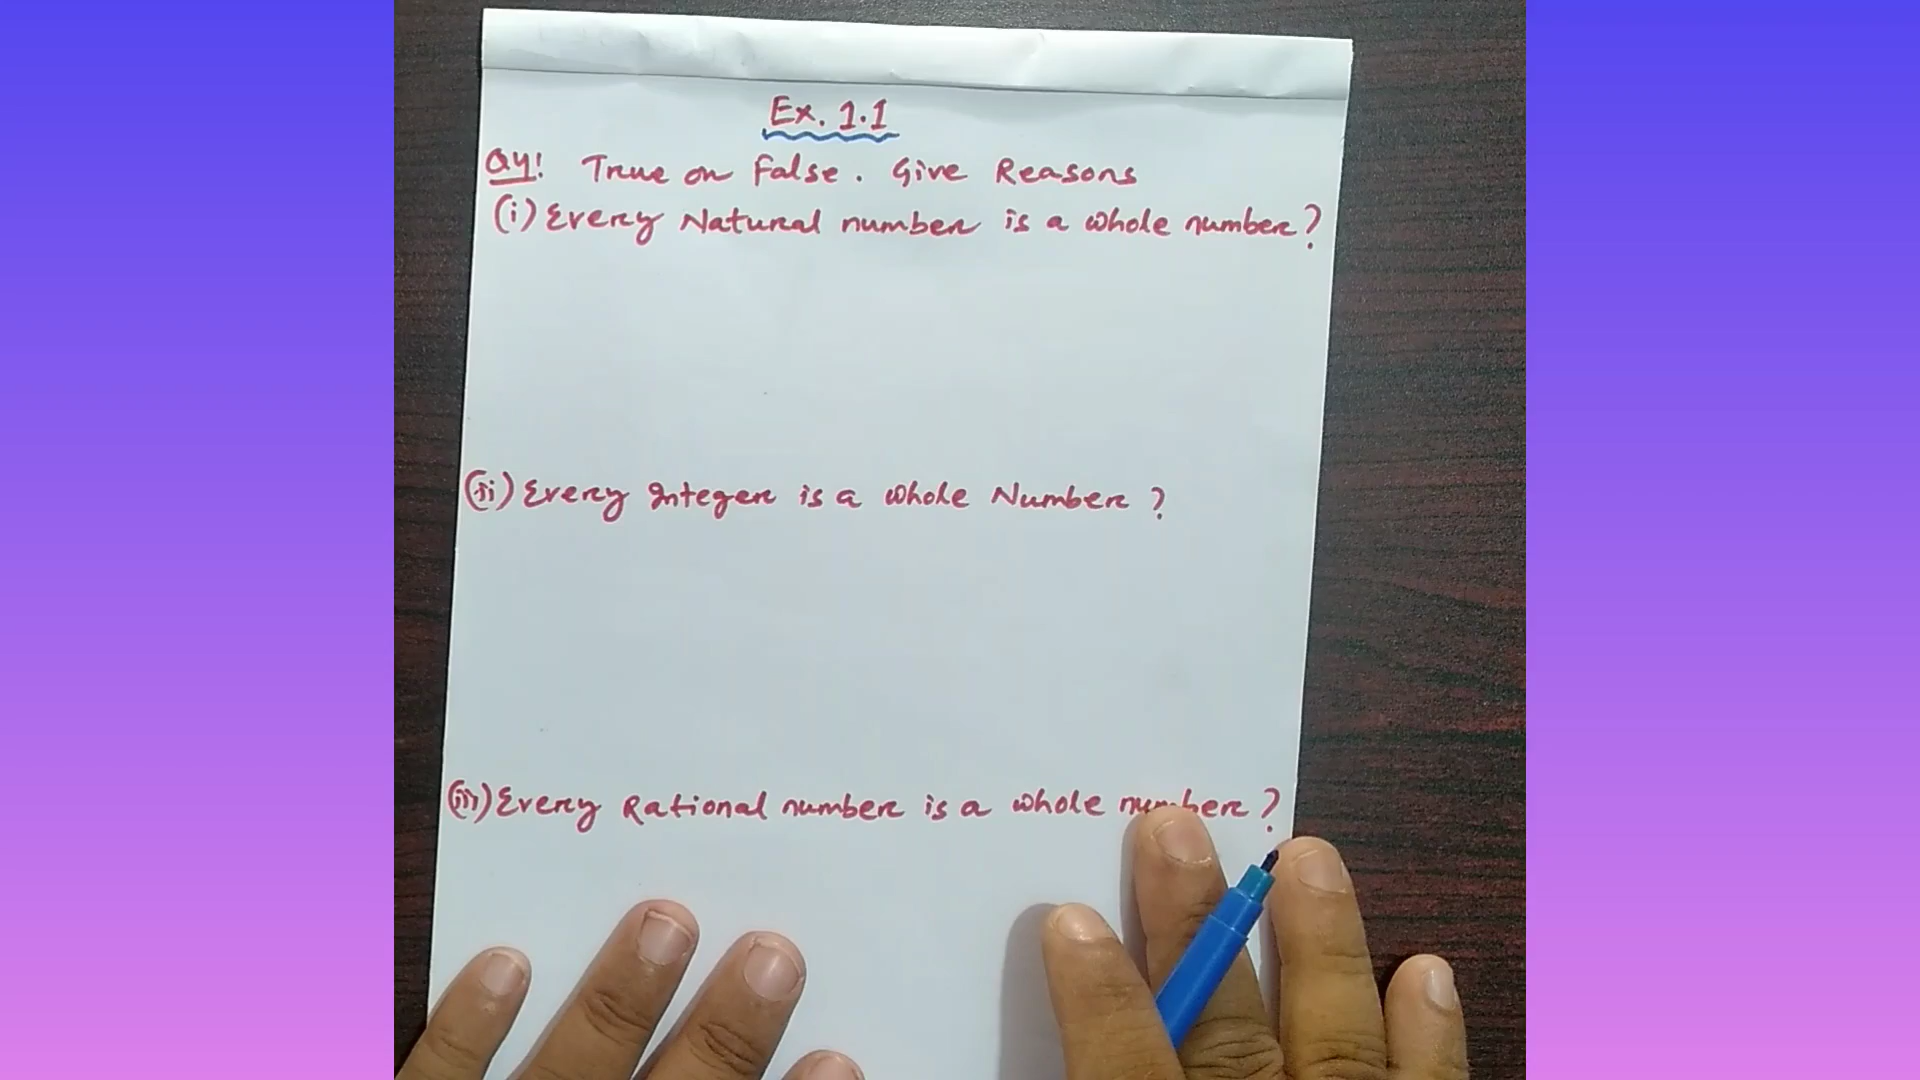 Ex. 1.1
Q4! True or False. Give Reasons
(i) Every Natural number is a whole number?
(ii) Every Integer is a whole Number?
(iii) Every Rational number is a whole number?